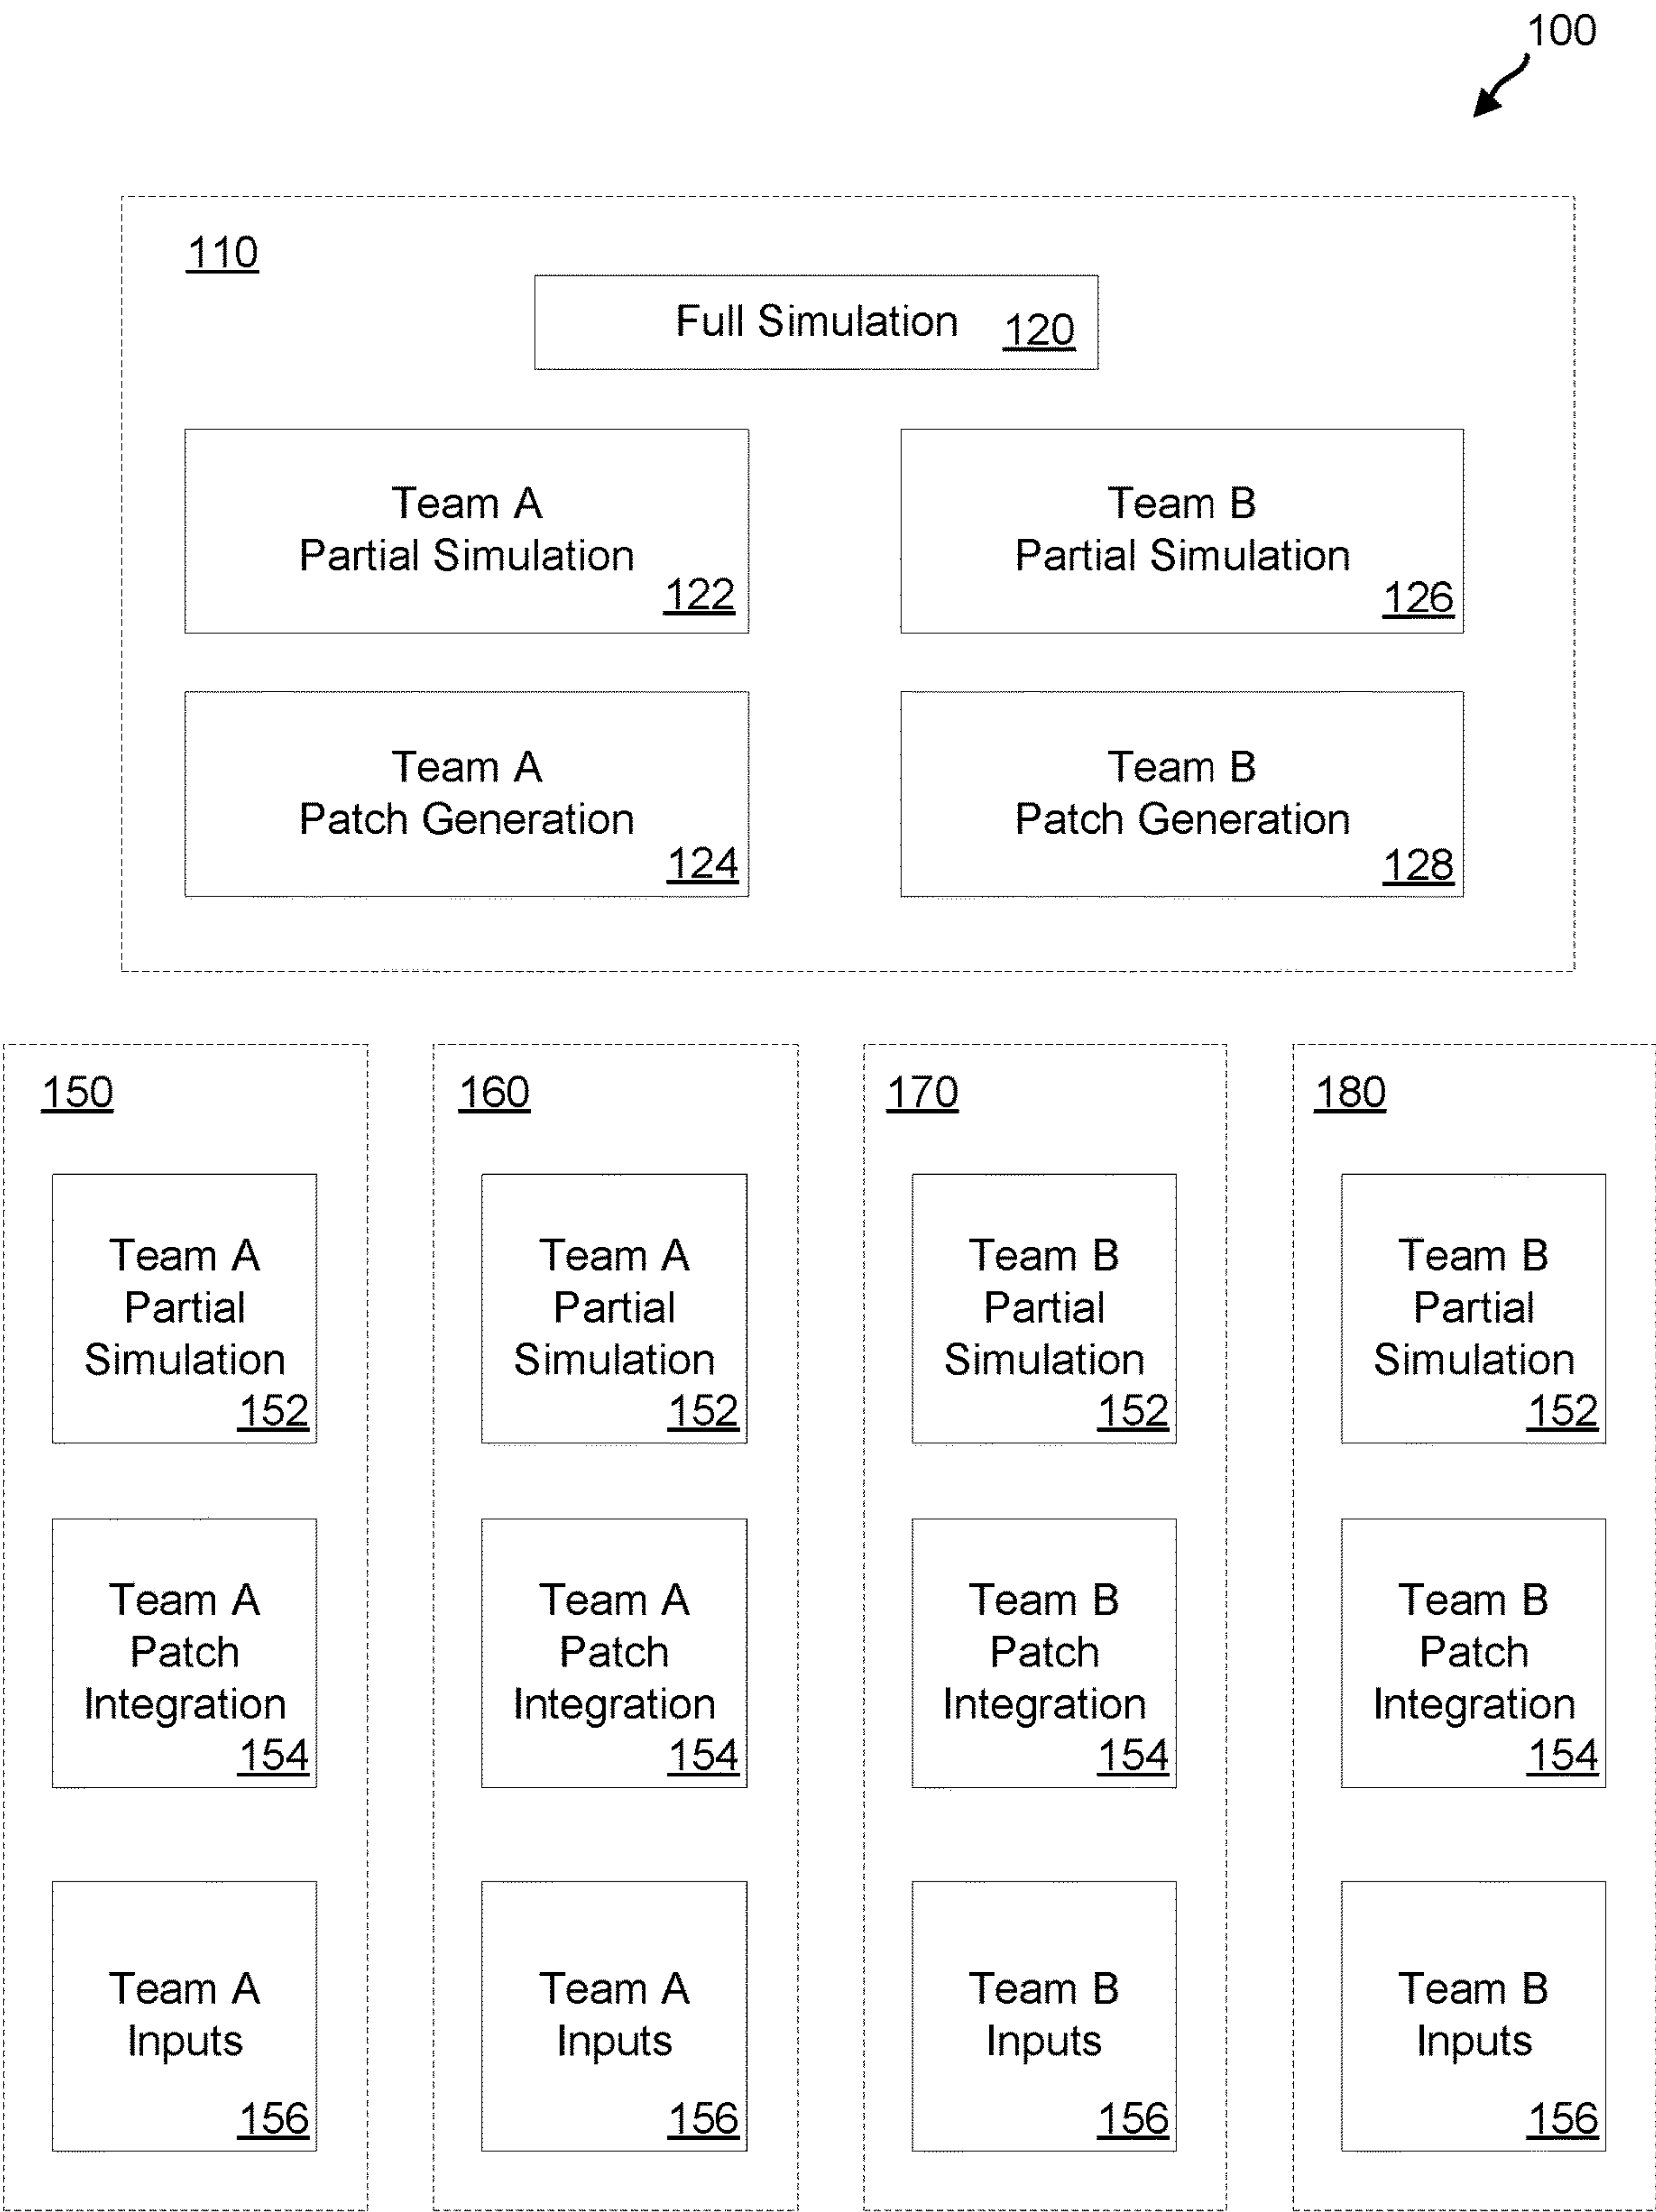 100
110
Full Simulation 120
Team A
Partial Simulation
122
Team B
Partial Simulation
126
Team A
Patch Generation
124
Team B
Patch Generation
128
150
Team A
Partial
Simulation
152
Team A
Patch
Integration
154
Team A
Inputs
156
160
Team A
Partial
Simulation
152
Team A
Patch
Integration
154
Team A
Inputs
156
170
Team B
Partial
Simulation
152
Team B
Patch
Integration
154
Team B
Inputs
156
180
Team B
Partial
Simulation
152
Team B
Patch
Integration
154
Team B
Inputs
156